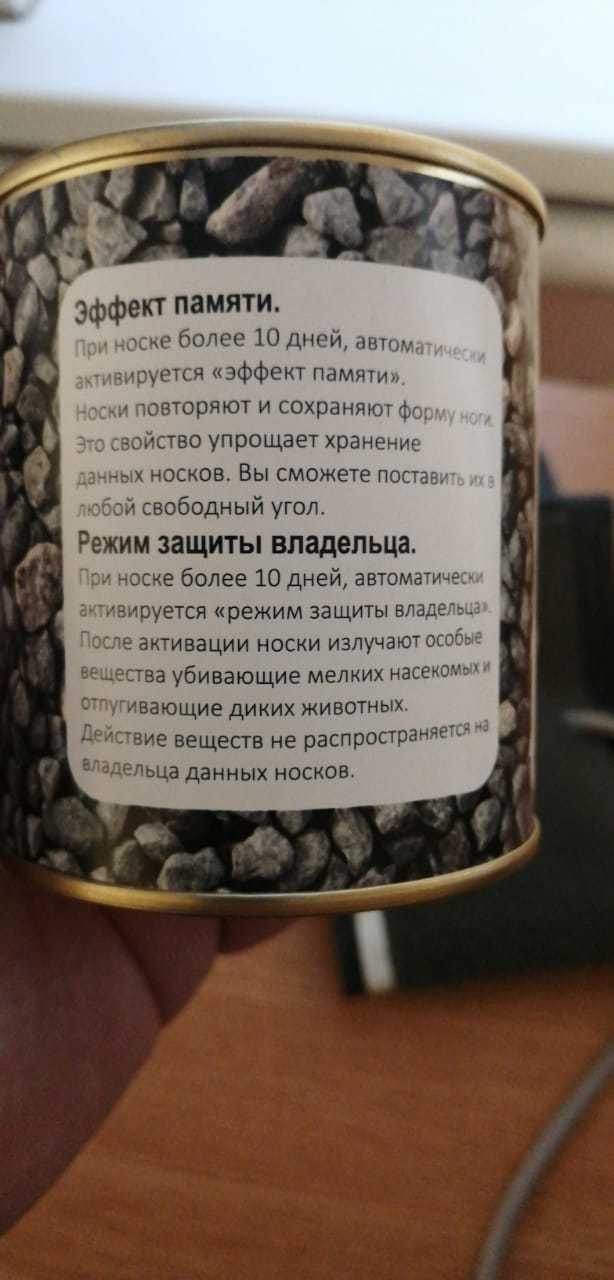 Эффект памяти.
При носке более 10 дней, автоматически
активируется «эффект памяти».
Носки повторяют и сохраняют форму ноги.
Это свойство упрощает хранение
данных носков. Вы сможете поставить их в
любой свободный угол.
Режим защиты владельца.
При носке более 10 дней, автоматически
активируется «режим защиты владельца».
После активации носки излучают особые
вещества убивающие мелких насекомых и
отпугивающие диких животных.
Действие веществ не распространяется на
владельца данных носков.